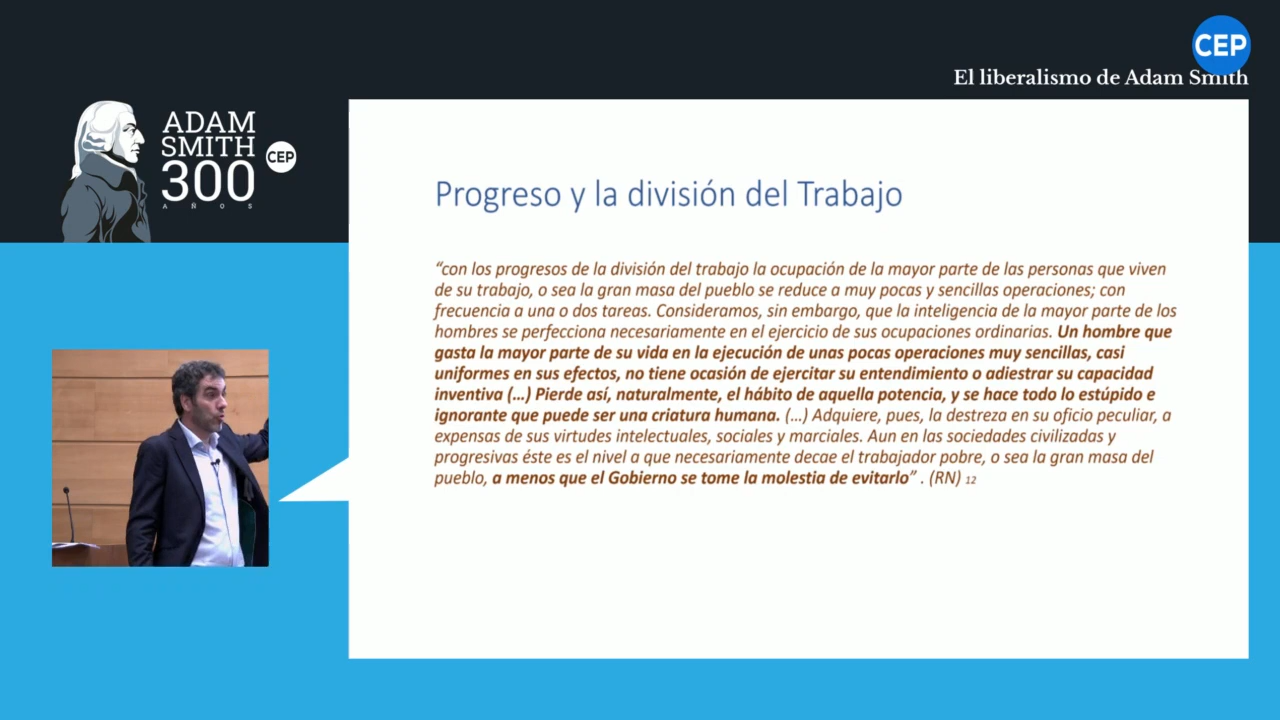 CEP
El liberalismo de Adam Smith
ADAM
SMITH
300
AÑOS
CEP
Progreso y la división del Trabajo
“con los progresos de la división del trabajo la ocupación de la mayor parte de las personas que viven
de su trabajo, o sea la gran masa del pueblo se reduce a muy pocas y sencillas operaciones; con
frecuencia a una o dos tareas. Consideramos, sin embargo, que la inteligencia de la mayor parte de los
hombres se perfecciona necesariamente en el ejercicio de sus ocupaciones ordinarias. Un hombre que
gasta la mayor parte de su vida en la ejecución de unas pocas operaciones muy sencillas, casi
uniformes en sus efectos, no tiene ocasión de ejercitar su entendimiento o adiestrar su capacidad
inventiva (...) Pierde así, naturalmente, el hábito de aquella potencia, y se hace todo lo estúpido e
ignorante que puede ser una criatura humana. (...) Adquiere, pues, la destreza en su oficio peculiar, a
expensas de sus virtudes intelectuales, sociales y marciales. Aun en las sociedades civilizadas y
progresivas éste es el nivel a que necesariamente decae el trabajador pobre, o sea la gran masa del
pueblo, a menos que el Gobierno se tome la molestia de evitarlo” . (RN) 12